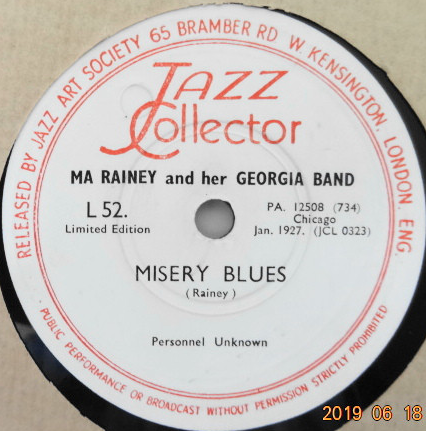 RELEASED BY JAZZ ART SOCIETY 65 BRAMBER RD W. KENSINGTON, LONDON. ENG.
JAZZ
Collector
MA RAINEY and her GEORGIA BAND
L 52.
Limited Edition
PA. 12508 (734)
Chicago
Jan. 1927. (JCL 0323)
MISERY BLUES
(Rainey)
Personnel Unknown
PUBLIC PERFORMANCE OR BROADCAST WITHOUT PERMISSION STRICTLY PROHIBITED
2019 06 18